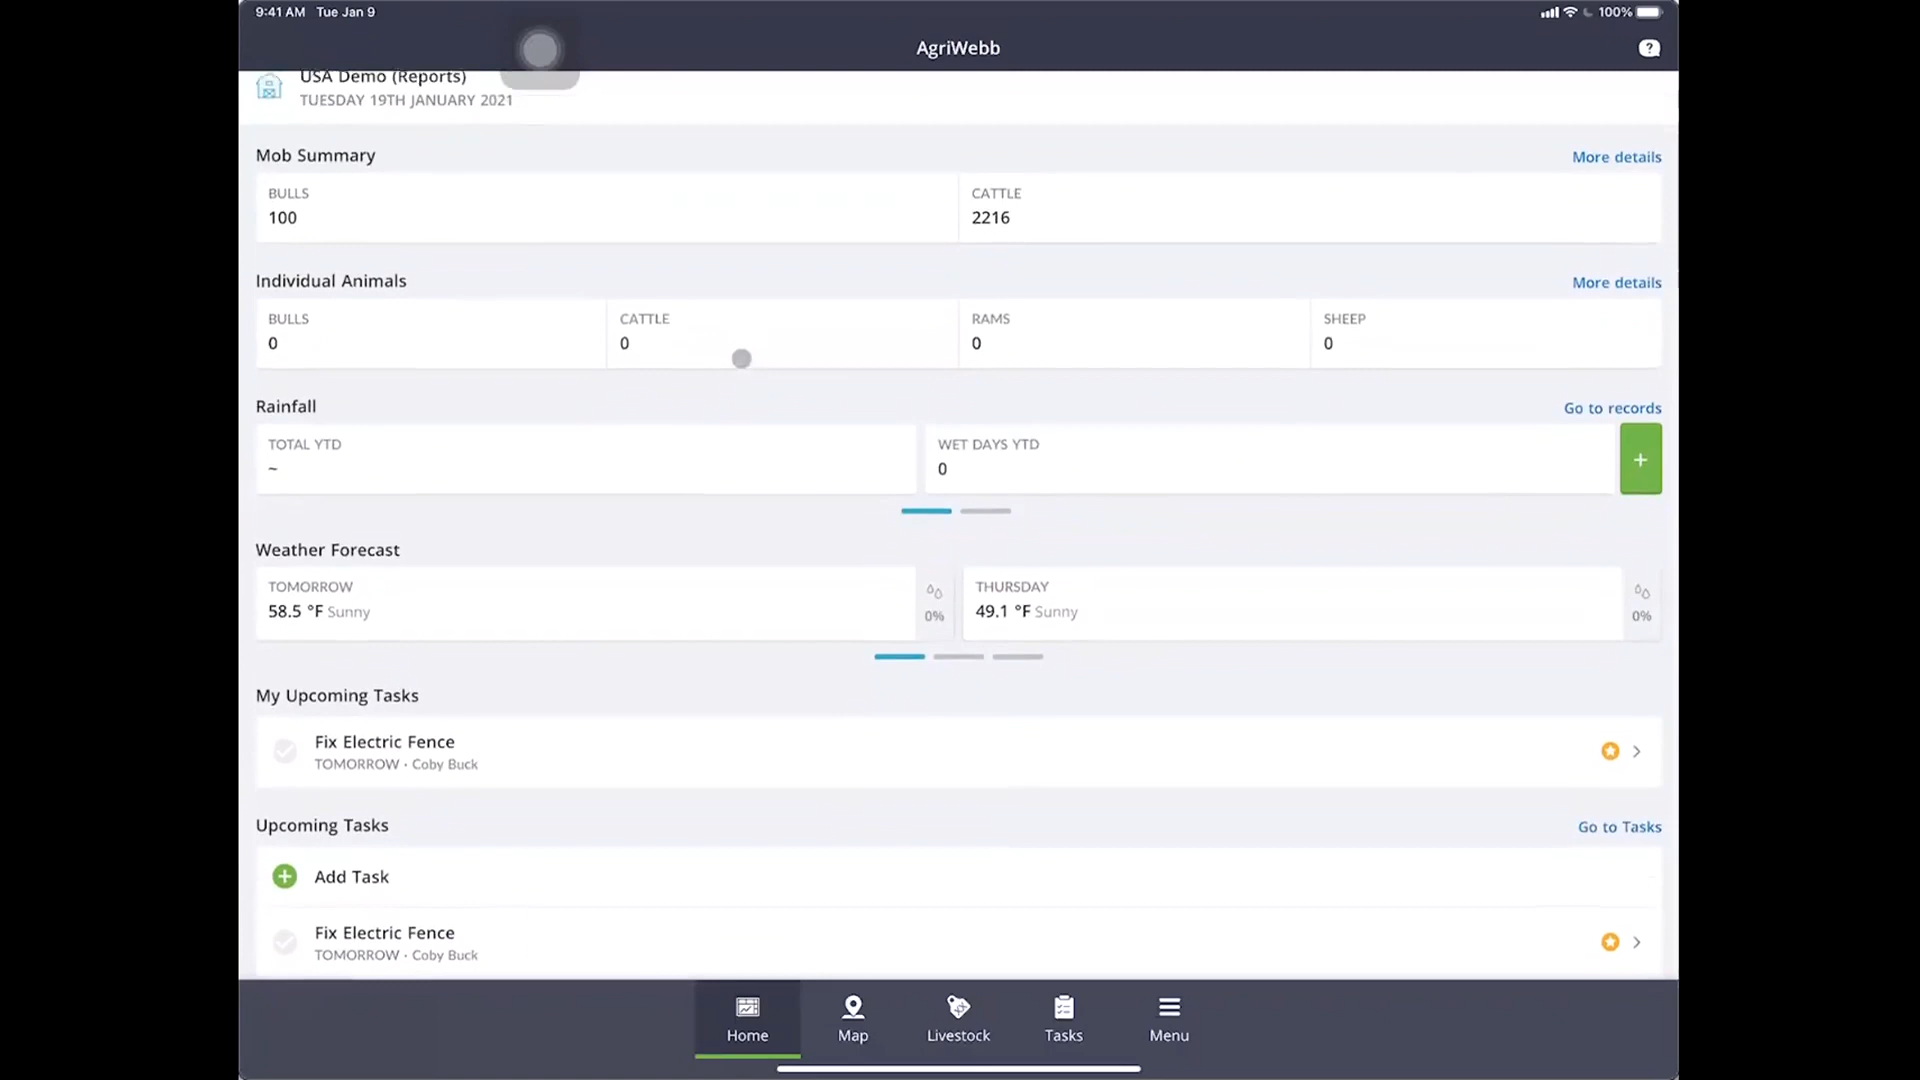 9:41 AM Tue Jan 9
100%
AgriWebb
?
USA Demo (Reports)
TUESDAY 19TH JANUARY 2021
Mob Summary
More details
BULLS
100
CATTLE
2216
Individual Animals
More details
BULLS
0
CATTLE
0
RAMS
0
SHEEP
0
Rainfall
Go to records
TOTAL YTD
~
WET DAYS YTD
0
+
Weather Forecast
TOMORROW
58.5 °F Sunny
0%
THURSDAY
49.1 °F Sunny
0%
My Upcoming Tasks
Fix Electric Fence
TOMORROW · Coby Buck
Upcoming Tasks
Go to Tasks
Add Task
Fix Electric Fence
TOMORROW · Coby Buck
Home
Map
Livestock
Tasks
Menu